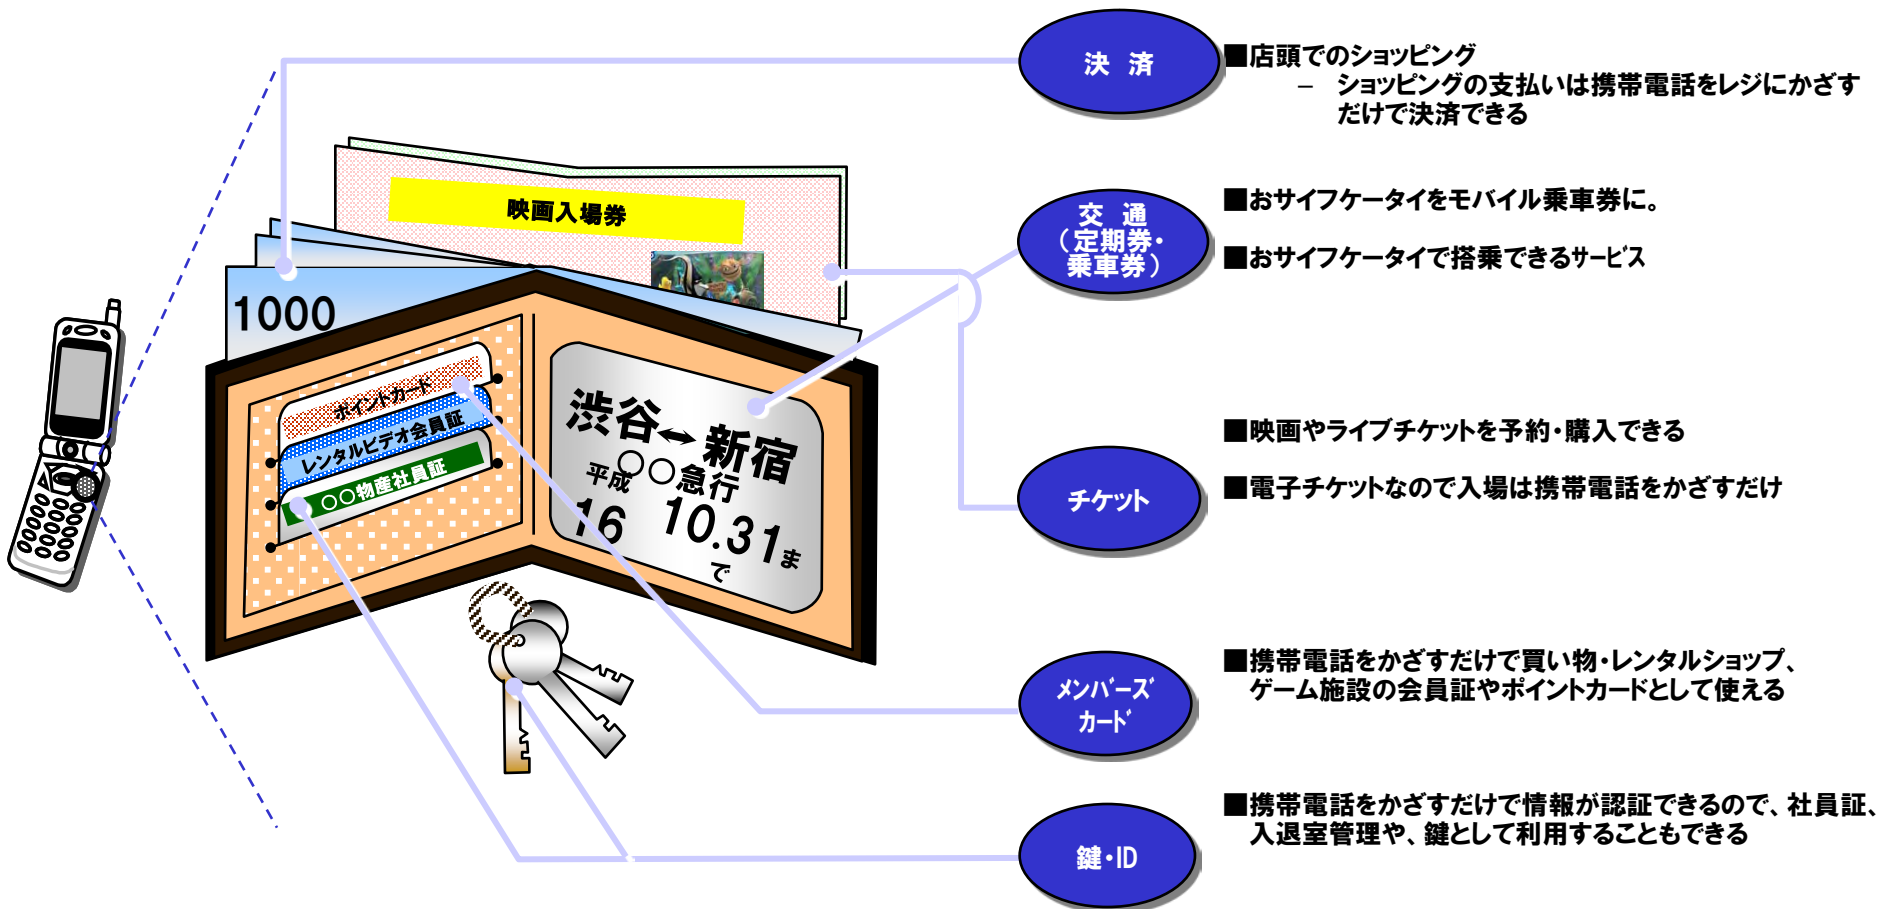 決 済
■店頭でのショッピング
– ショッピングの支払いは携帯電話をレジにかざす
だけで決済できる
映画入場券
1000
交 通
（定期券・
乗車券）
■おサイフケータイをモバイル乗車券に。
■おサイフケータイで搭乗できるサービス
ポイントカード
レンタルビデオ会員証
○○物産社員証
渋谷↔新宿
○○急行
平成
16 10.31まで
チケット
■映画やライブチケットを予約・購入できる
■電子チケットなので入場は携帯電話をかざすだけ
メンバーズ
カード
■携帯電話をかざすだけで買い物・レンタルショップ、
ゲーム施設の会員証やポイントカードとして使える
鍵・ID
■携帯電話をかざすだけで情報が認証できるので、社員証、
入退室管理や、鍵として利用することもできる